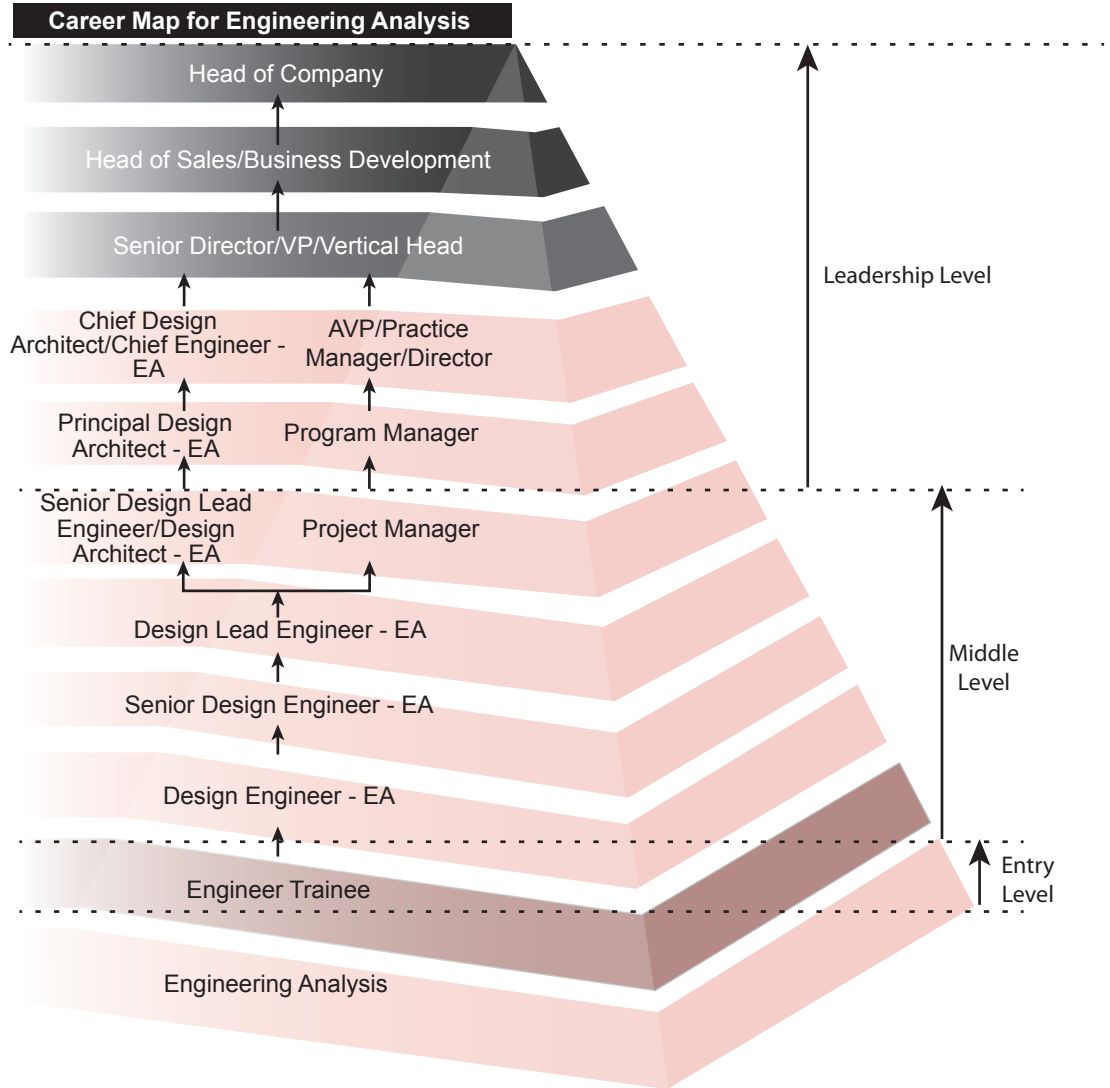 Career Map for Engineering Analysis
Head of Company
Head of Sales/Business Development
Senior Director/VP/Vertical Head
Leadership Level
Chief Design
Architect/Chief Engineer -
EA
AVP/Practice
Manager/Director
Principal Design
Architect - EA
Program Manager
Senior Design Lead
Engineer/Design
Architect - EA
Project Manager
Design Lead Engineer - EA
Middle
Level
Senior Design Engineer - EA
Design Engineer - EA
Engineer Trainee
Entry
Level
Engineering Analysis